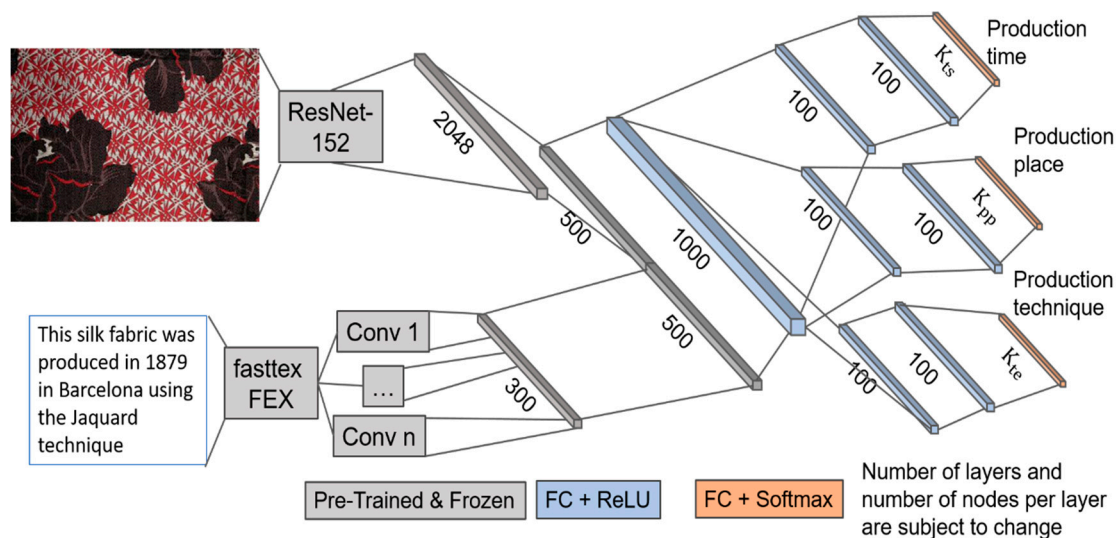 ResNet-
152
2048
500
1000
500
100
100
K_ts
Production
time
100
100
K_pp
Production
place
100
100
K_te
Production
technique
This silk fabric was
produced in 1879
in Barcelona using
the Jaquard
technique
fasttex
FEX
Conv 1
...
Conv n
300
Pre-Trained & Frozen
FC + ReLU
FC + Softmax
Number of layers and
number of nodes per layer
are subject to change